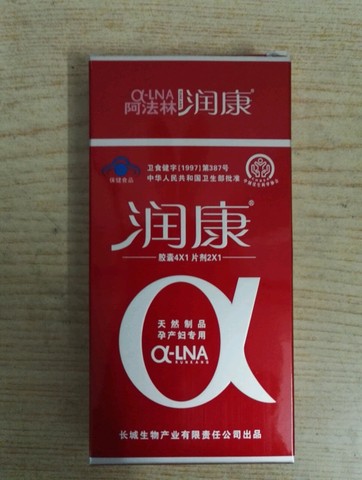 α-LNA
阿法林润康®
保健食品
卫食健字[1997]第387号
中华人民共和国卫生部批准
润康®
胶囊4X1 片剂2X1
天然制品
孕产妇专用
α-LNA
RUNKANG
长城生物产业有限责任公司出品